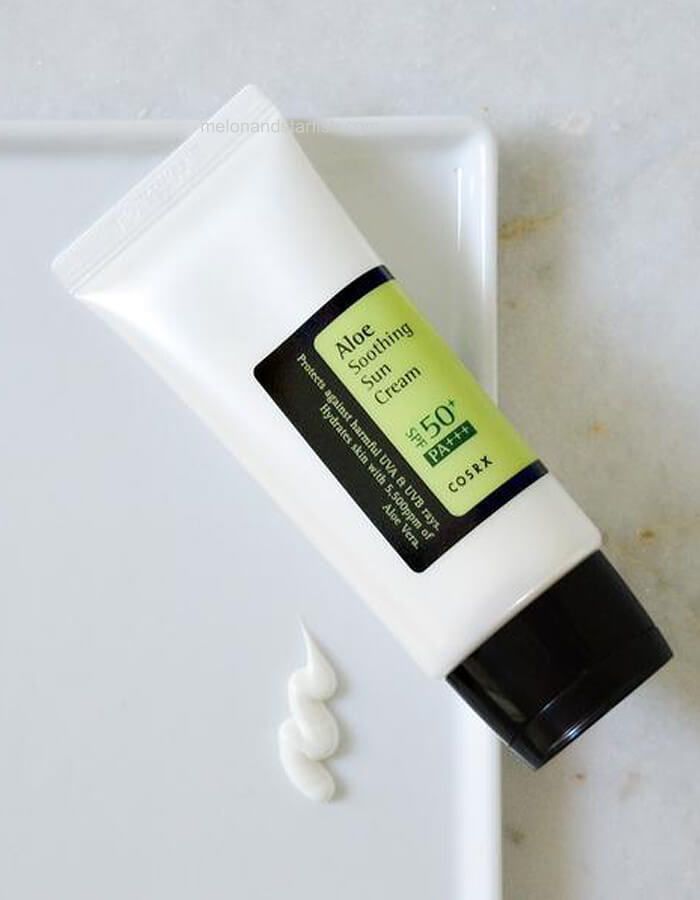 Aloe
Soothing
Sun
Cream
SPF 50+
PA+++
COSRX
Protects against harmful UVA & UVB rays.
Hydrates skin with 5,500ppm of
Aloe Vera.